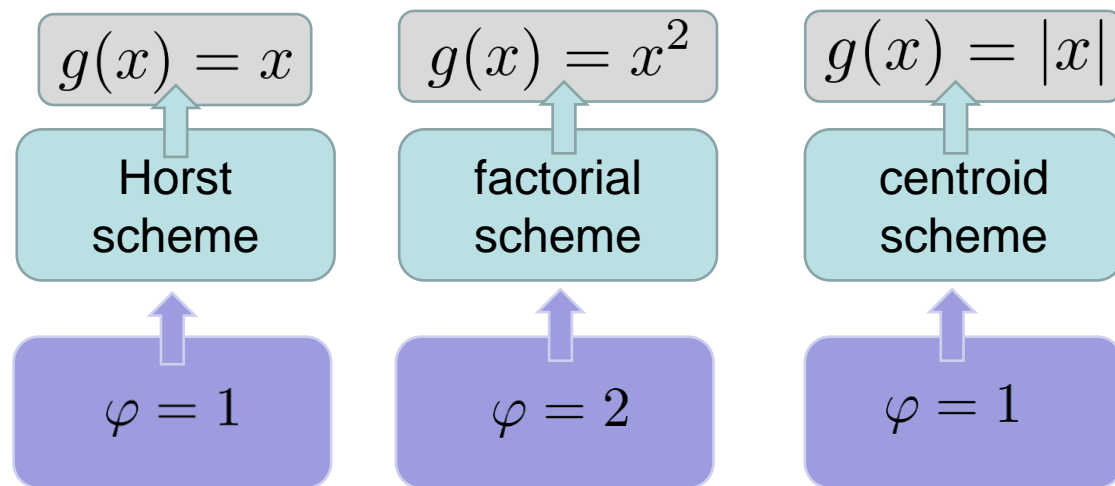 g(x) = x
g(x) = x²
g(x) = |x|
Horst
scheme
factorial
scheme
centroid
scheme
φ = 1
φ = 2
φ = 1